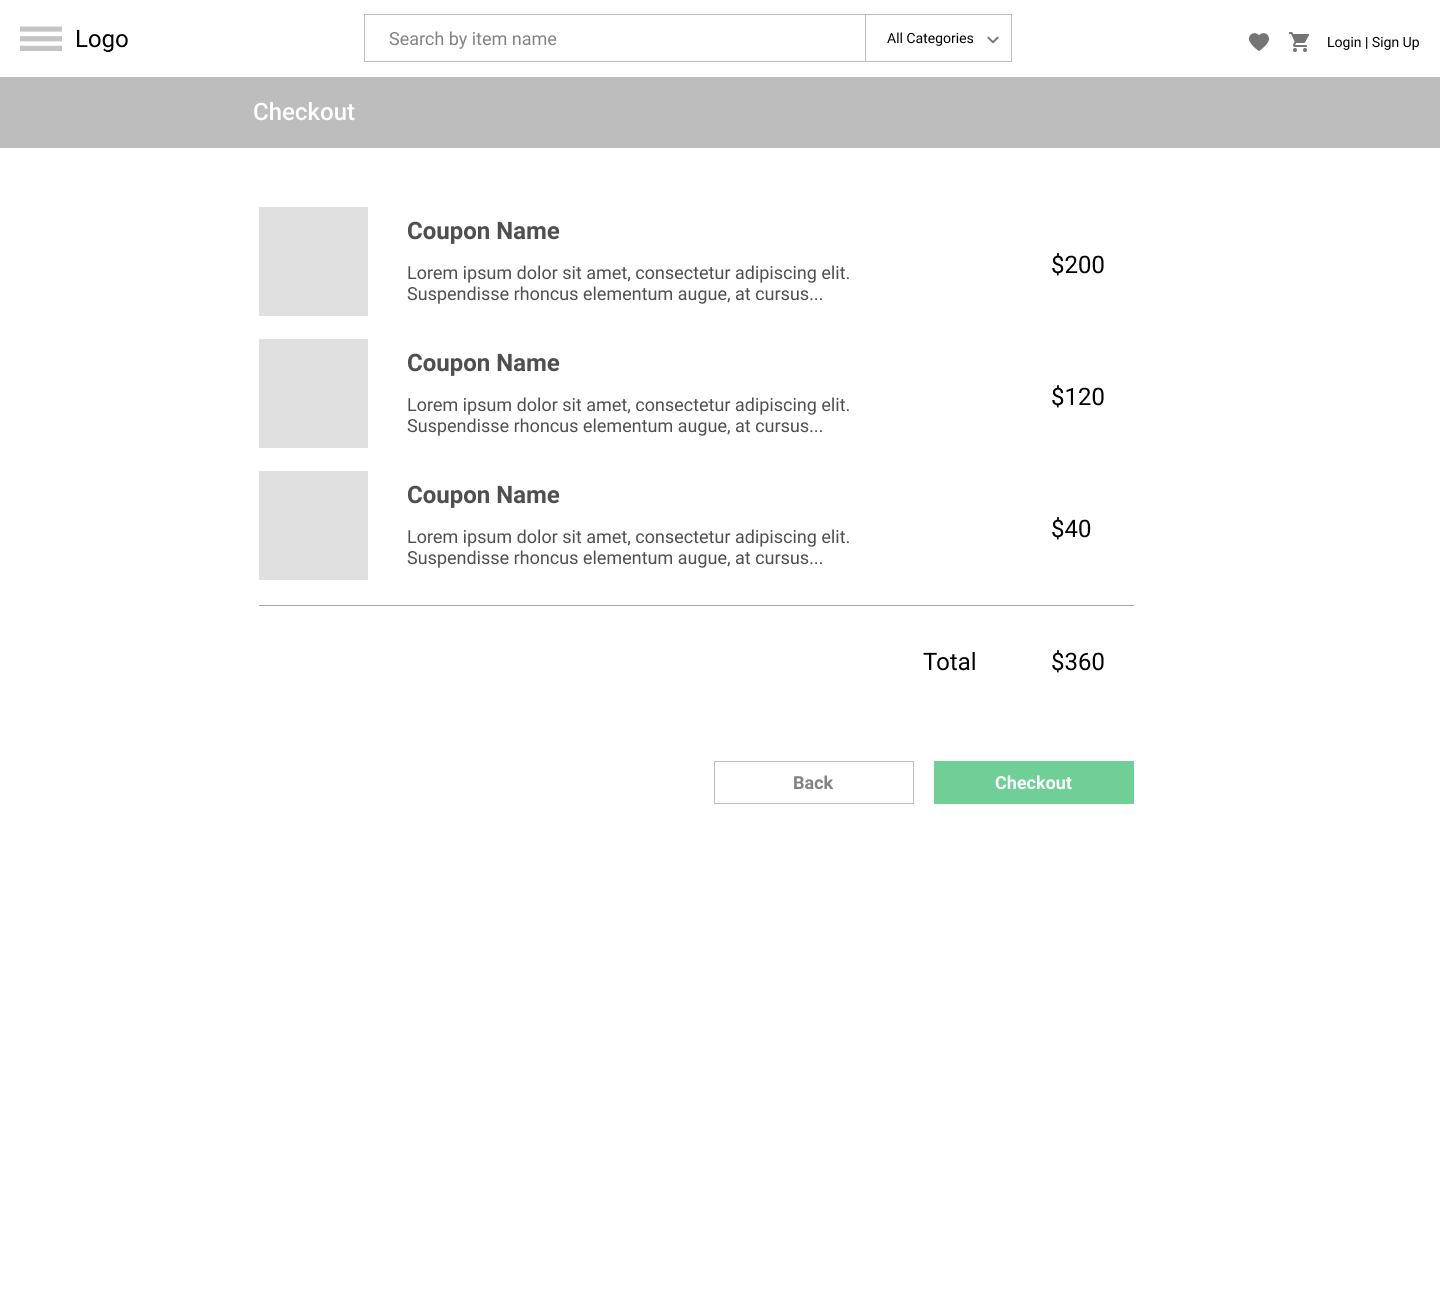 Logo
Search by item name
All Categories
Login | Sign Up
Checkout
Coupon Name
Lorem ipsum dolor sit amet, consectetur adipiscing elit.
Suspendisse rhoncus elementum augue, at cursus...
$200
Coupon Name
Lorem ipsum dolor sit amet, consectetur adipiscing elit.
Suspendisse rhoncus elementum augue, at cursus...
$120
Coupon Name
Lorem ipsum dolor sit amet, consectetur adipiscing elit.
Suspendisse rhoncus elementum augue, at cursus...
$40
Total $360
Back
Checkout